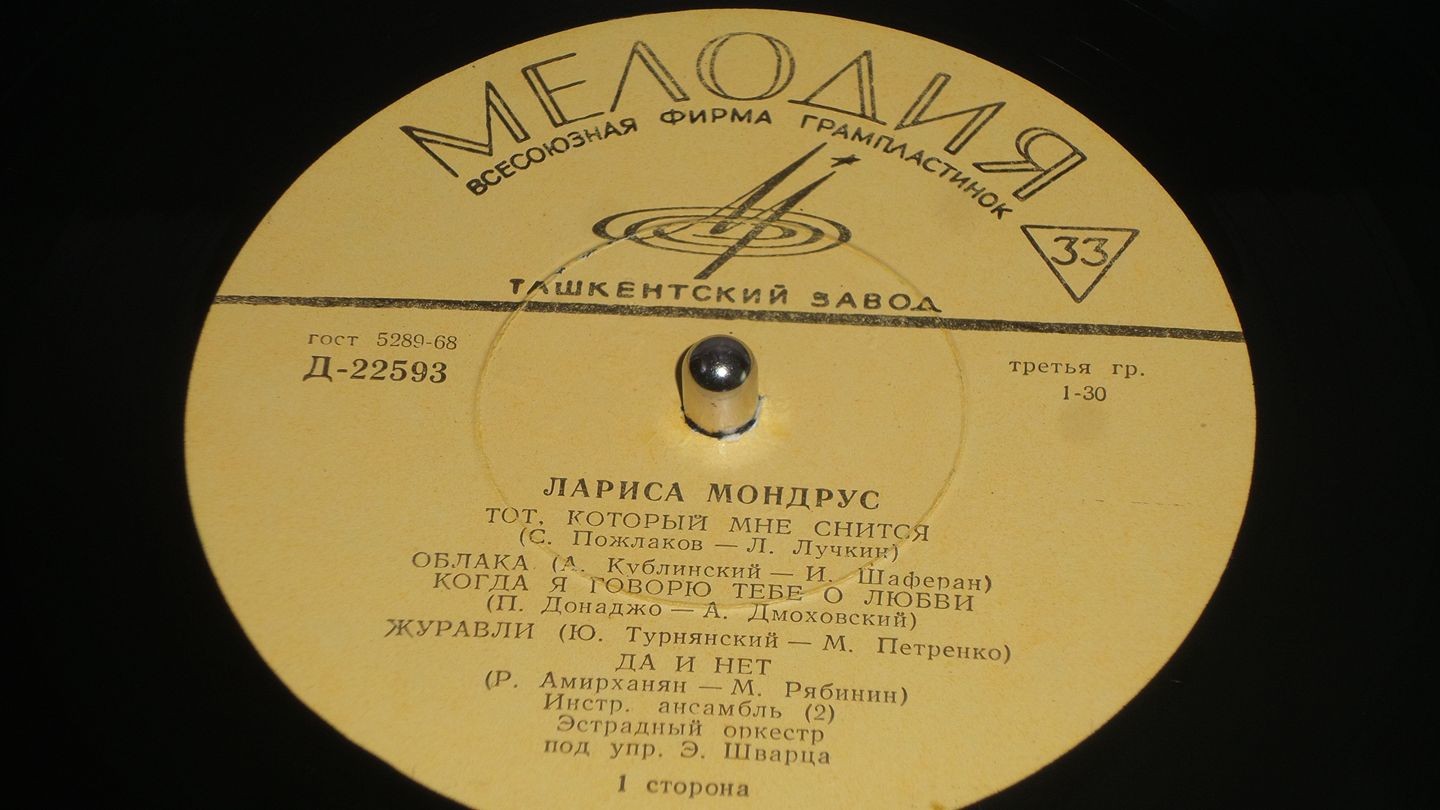 МЕЛОДИЯ
ВСЕСОЮЗНАЯ ФИРМА ГРАМПЛАСТИНОК
33
ТАШКЕНТСКИЙ ЗАВОД
гост 5289-68
Д-22593
третья гр.
1-30
ЛАРИСА МОНДРУС
ТОТ, КОТОРЫЙ МНЕ СНИТСЯ
(С. Пожлаков — Л. Лучкин)
ОБЛАКА (А. Кублинский — И. Шаферан)
КОГДА Я ГОВОРЮ ТЕБЕ О ЛЮБВИ
(П. Донаджо — А. Дмоховский)
ЖУРАВЛИ (Ю. Турнянский — М. Петренко)
ДА И НЕТ
(Р. Амирханян — М. Рябинин)
Инстр. ансамбль (2)
Эстрадный оркестр
под упр. Э. Шварца
1 сторона